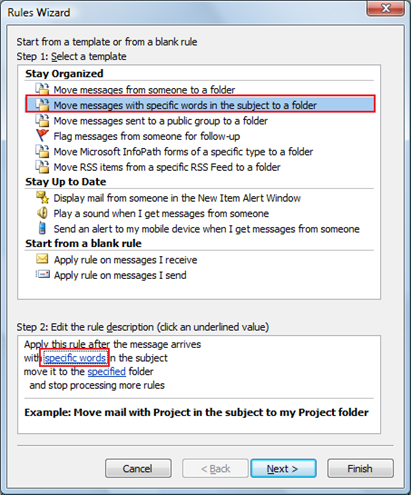 Rules Wizard
Start from a template or from a blank rule
Step 1: Select a template
Stay Organized
Move messages from someone to a folder
Move messages with specific words in the subject to a folder
Move messages sent to a public group to a folder
Flag messages from someone for follow-up
Move Microsoft InfoPath forms of a specific type to a folder
Move RSS items from a specific RSS Feed to a folder
Stay Up to Date
Display mail from someone in the New Item Alert Window
Play a sound when I get messages from someone
Send an alert to my mobile device when I get messages from someone
Start from a blank rule
Apply rule on messages I receive
Apply rule on messages I send
Step 2: Edit the rule description (click an underlined value)
Apply this rule after the message arrives
with specific words in the subject
move it to the specified folder
and stop processing more rules
Example: Move mail with Project in the subject to my Project folder
Cancel < Back Next > Finish